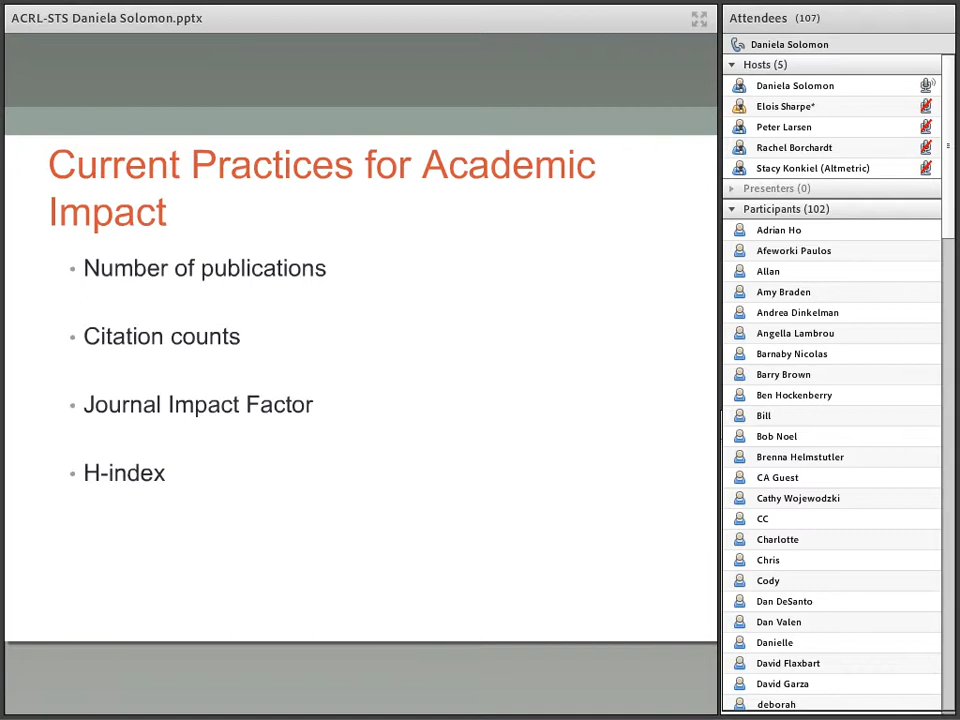 ACRL-STS Daniela Solomon.pptx
Current Practices for Academic
Impact
• Number of publications
• Citation counts
• Journal Impact Factor
• H-index
Attendees (107)
Daniela Solomon
Hosts (5)
Daniela Solomon
Elois Sharpe*
Peter Larsen
Rachel Borchardt
Stacy Konkiel (Altmetric)
Presenters (0)
Participants (102)
Adrian Ho
Afeworki Paulos
Allan
Amy Braden
Andrea Dinkelman
Angella Lambrou
Barnaby Nicolas
Barry Brown
Ben Hockenberry
Bill
Bob Noel
Brenna Helmstutler
CA Guest
Cathy Wojewodzki
CC
Charlotte
Chris
Cody
Dan DeSanto
Dan Valen
Danielle
David Flaxbart
David Garza
deborah